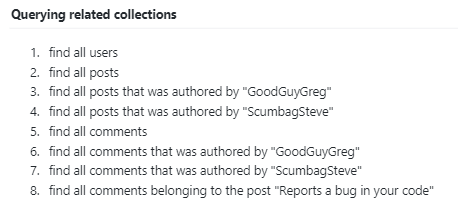 Querying related collections
1. find all users
2. find all posts
3. find all posts that was authored by "GoodGuyGreg"
4. find all posts that was authored by "ScumbagSteve"
5. find all comments
6. find all comments that was authored by "GoodGuyGreg"
7. find all comments that was authored by "ScumbagSteve"
8. find all comments belonging to the post "Reports a bug in your code"